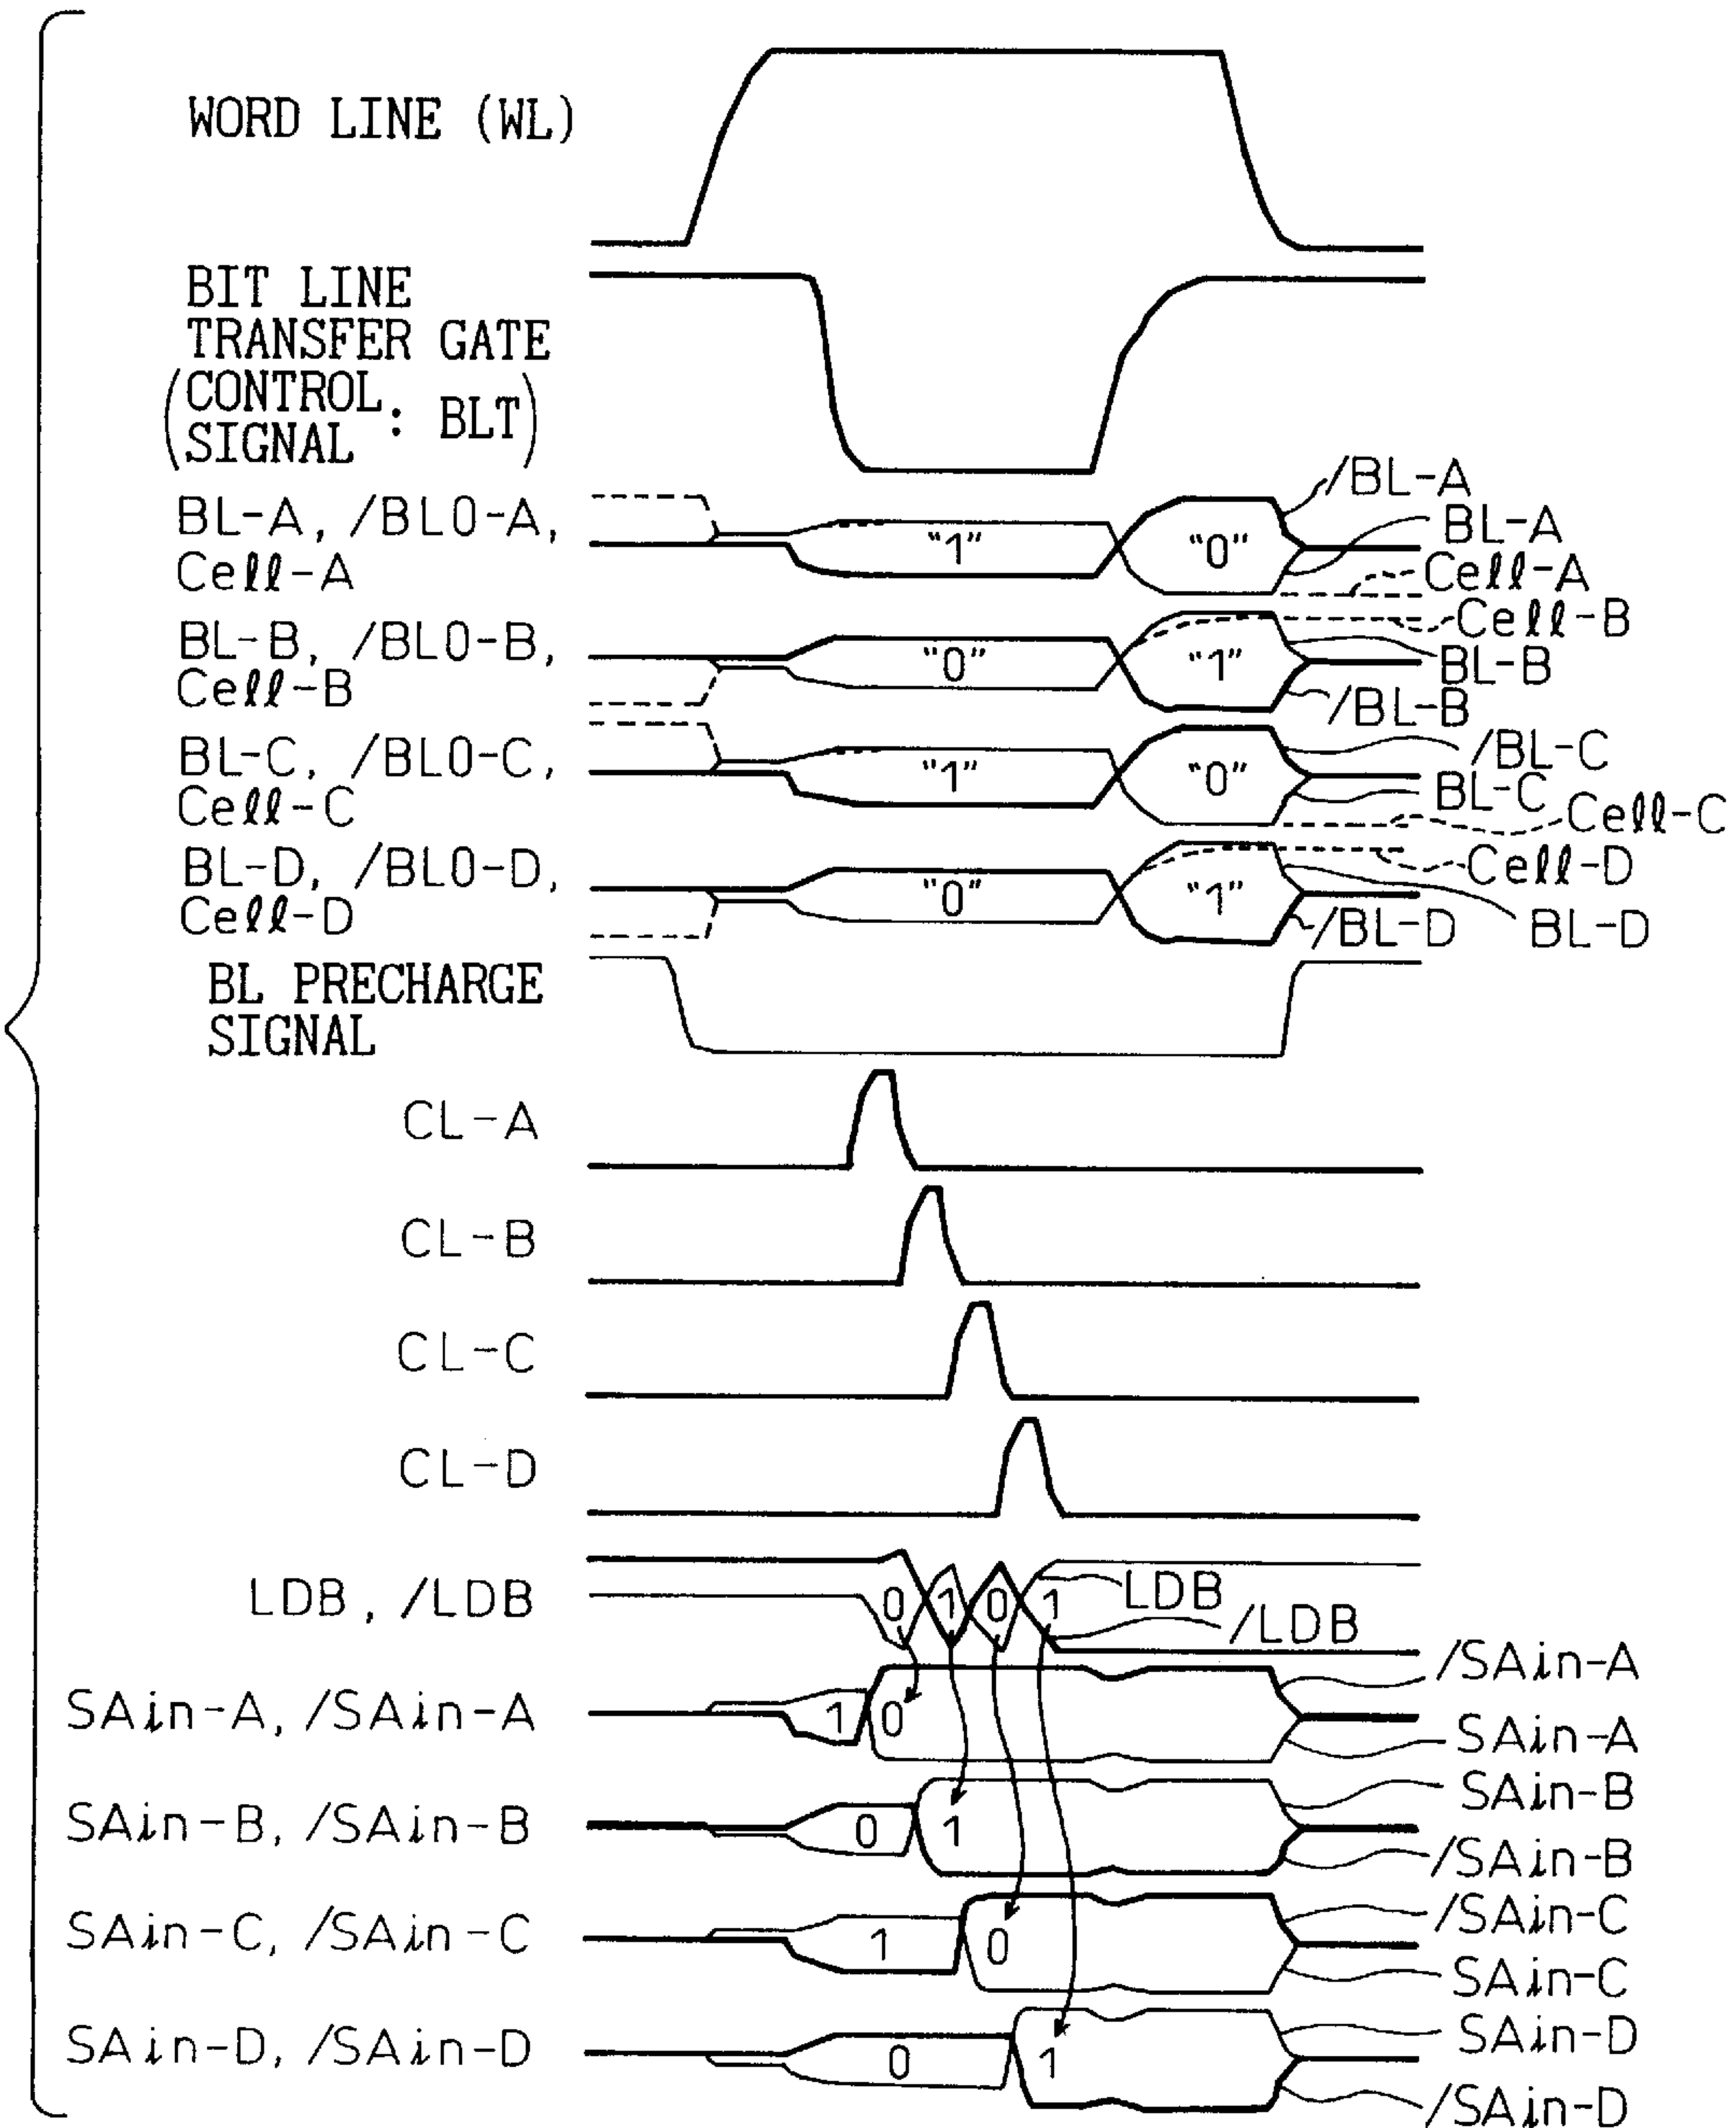 WORD LINE (WL)
BIT LINE
TRANSFER GATE
(CONTROL
SIGNAL : BLT)
BL-A, /BL0-A,
Cell-A
"1"
"0"
/BL-A
BL-A
Cell-A
BL-B, /BL0-B,
Cell-B
"0"
"1"
Cell-B
BL-B
/BL-B
BL-C, /BL0-C,
Cell-C
"1"
"0"
/BL-C
BL-C
Cell-C
BL-D, /BL0-D,
Cell-D
"0"
"1"
Cell-D
/BL-D
BL-D
BL PRECHARGE
SIGNAL
CL-A
CL-B
CL-C
CL-D
LDB, /LDB
0 1 0 1
LDB
/LDB
SAin-A, /SAin-A
1 0
/SAin-A
SAin-A
SAin-B, /SAin-B
0 1
SAin-B
/SAin-B
SAin-C, /SAin-C
1 0
/SAin-C
SAin-C
SAin-D, /SAin-D
0 1
SAin-D
/SAin-D